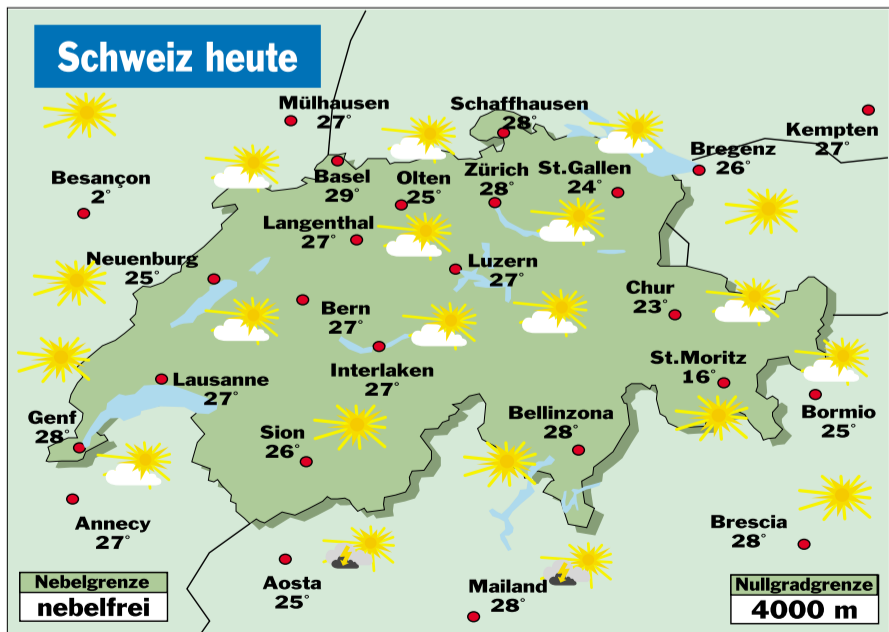 Schweiz heute
Mülhausen
27°
Schaffhausen
28°
Kempten
27°
Bregenz
26°
Besançon
2°
Basel
29°
Olten
25°
Zürich
28°
St.Gallen
24°
Langenthal
27°
Neuenburg
25°
Luzern
27°
Chur
23°
Bern
27°
Interlaken
27°
St.Moritz
16°
Lausanne
27°
Bormio
25°
Genf
28°
Sion
26°
Bellinzona
28°
Annecy
27°
Brescia
28°
Aosta
25°
Mailand
28°
Nebelgrenze
nebelfrei
Nullgradgrenze
4000 m